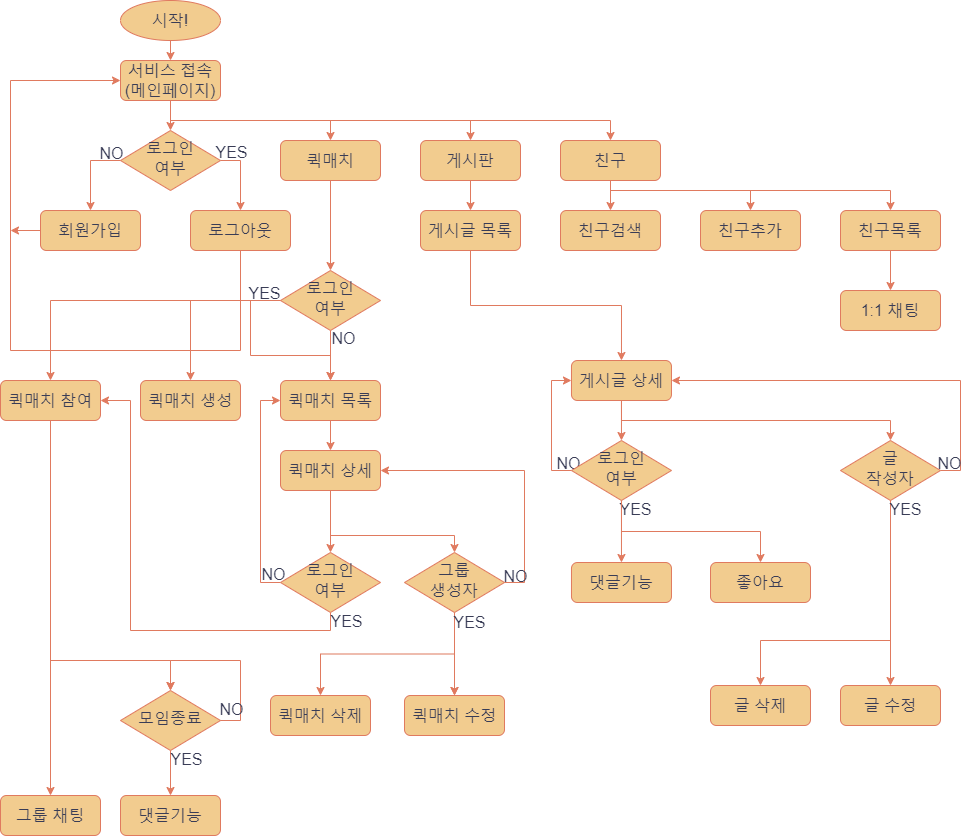 시작!
서비스 접속
(메인페이지)
로그인
여부
NO
YES
퀵매치
게시판
친구
회원가입
로그아웃
게시글 목록
친구검색
친구추가
친구목록
로그인
여부
YES
NO
1:1 채팅
퀵매치 참여
퀵매치 생성
퀵매치 목록
게시글 상세
퀵매치 상세
로그인
여부
NO
YES
글
작성자
NO
YES
로그인
여부
NO
YES
그룹
생성자
NO
YES
댓글기능
좋아요
모임종료
NO
YES
퀵매치 삭제
퀵매치 수정
글 삭제
글 수정
그룹 채팅
댓글기능